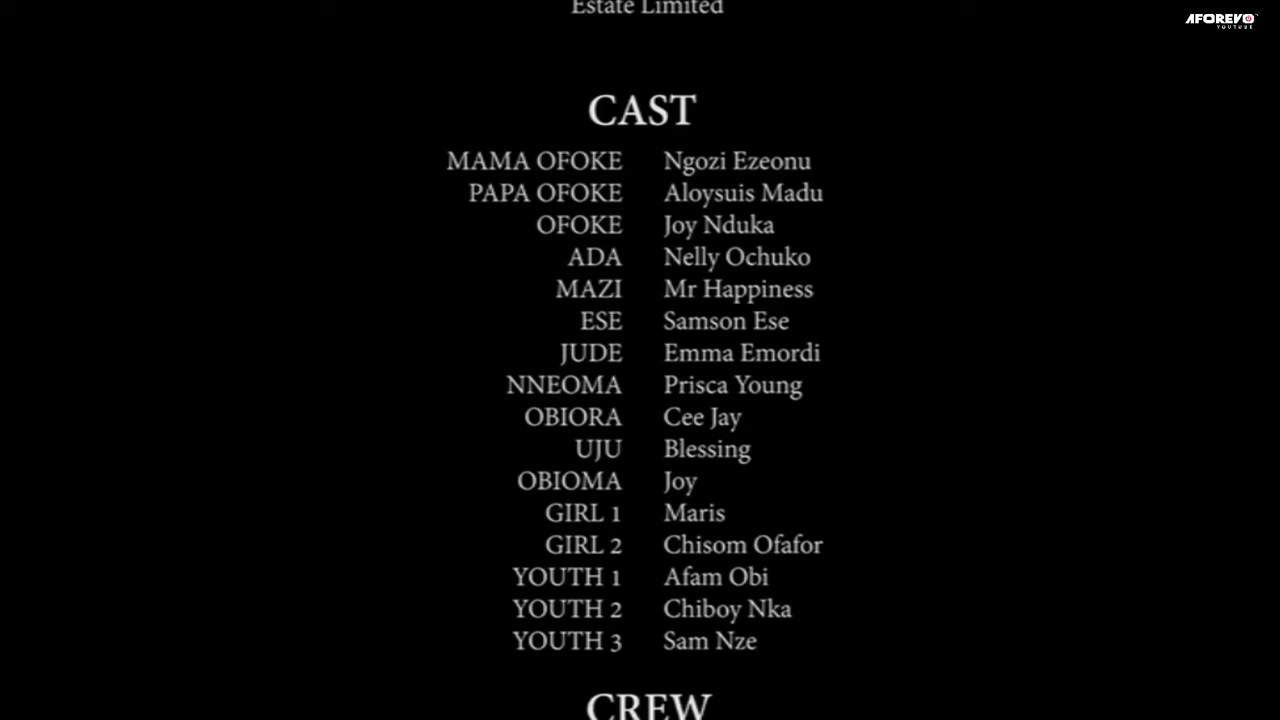 Estate Limited
AFOREVO
YOUTUBE
CAST
MAMA OFOKE Ngozi Ezeonu
PAPA OFOKE Aloysuis Madu
OFOKE Joy Nduka
ADA Nelly Ochuko
MAZI Mr Happiness
ESE Samson Ese
JUDE Emma Emordi
NNEOMA Prisca Young
OBIORA Cee Jay
UJU Blessing
OBIOMA Joy
GIRL 1 Maris
GIRL 2 Chisom Ofafor
YOUTH 1 Afam Obi
YOUTH 2 Chiboy Nka
YOUTH 3 Sam Nze
CREW